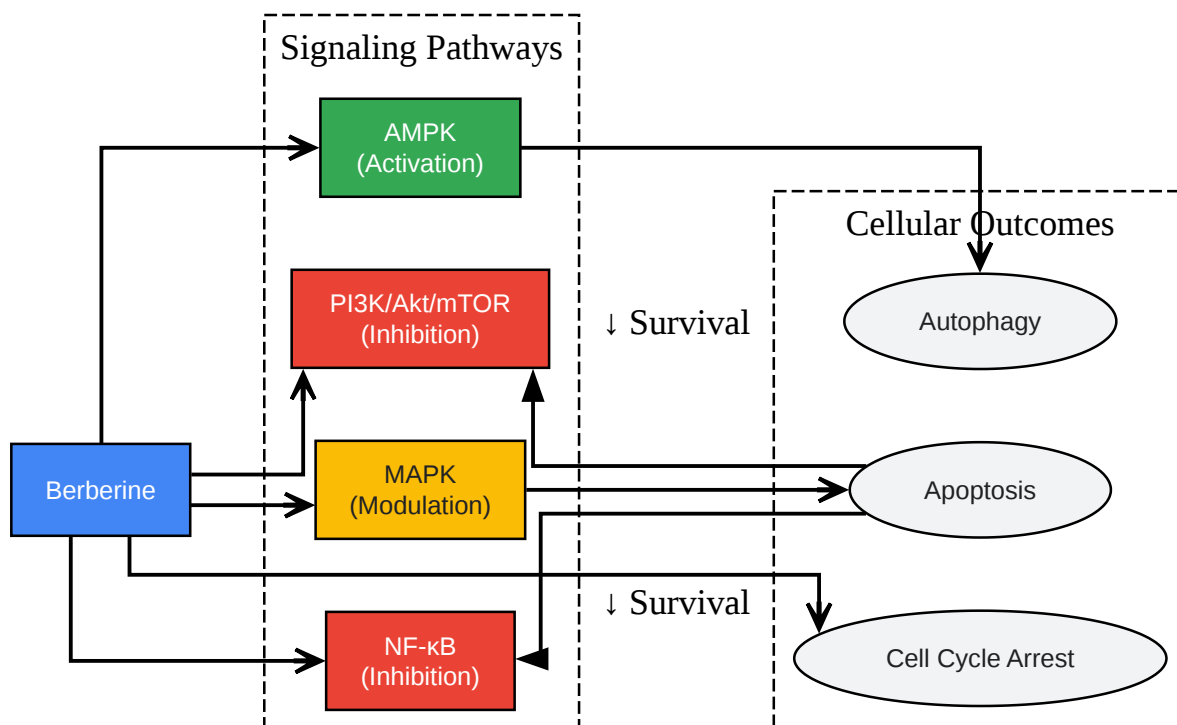 Signaling Pathways
AMPK
(Activation)
Cellular Outcomes
PI3K/Akt/mTOR
(Inhibition)
↓ Survival
Autophagy
Berberine
MAPK
(Modulation)
Apoptosis
↓ Survival
NF-κB
(Inhibition)
Cell Cycle Arrest